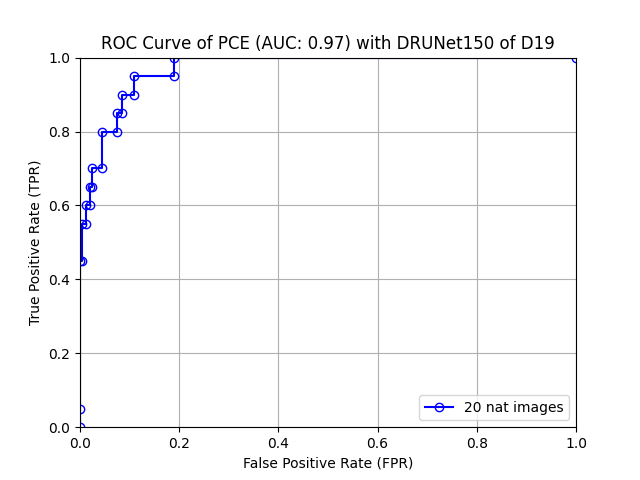 ROC Curve of PCE (AUC: 0.97) with DRUNet150 of D19
True Positive Rate (TPR)
1.0
0.8
0.6
0.4
0.2
0.0
20 nat images
0.0 0.2 0.4 0.6 0.8 1.0
False Positive Rate (FPR)